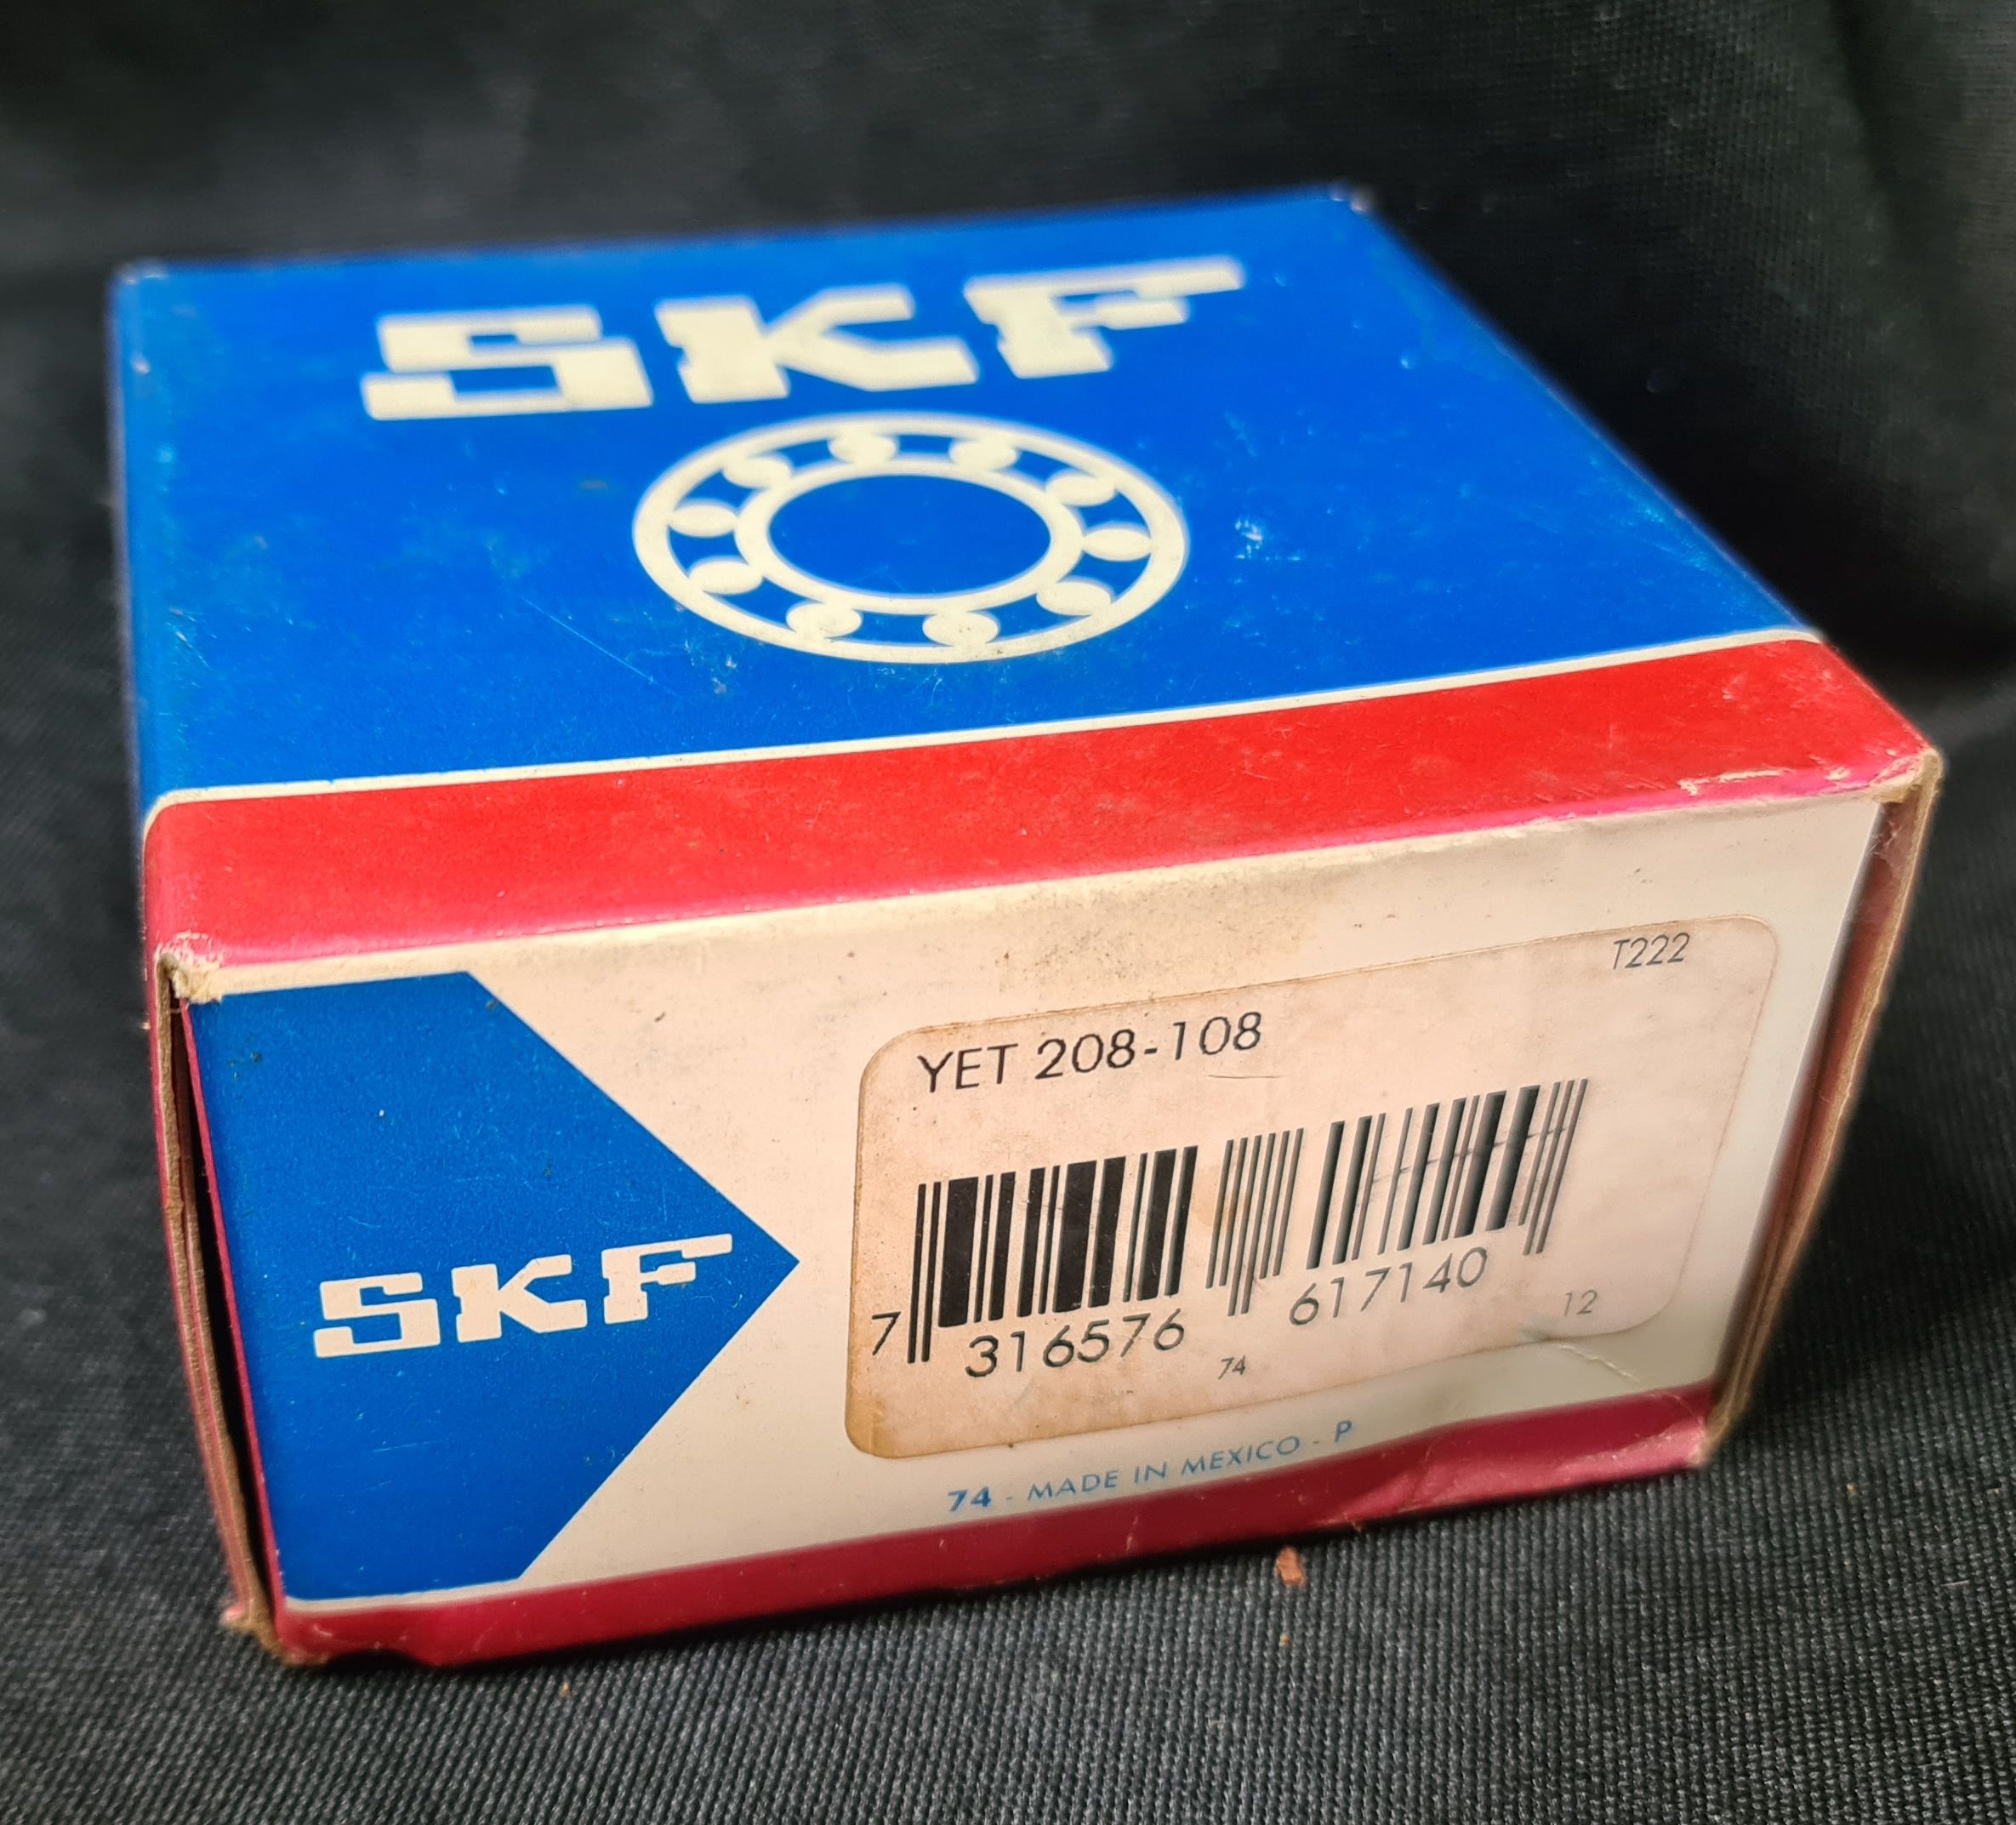 SKF
T222
YET 208-108
SKF
7 316576 617140
12
74
74 - MADE IN MEXICO - P